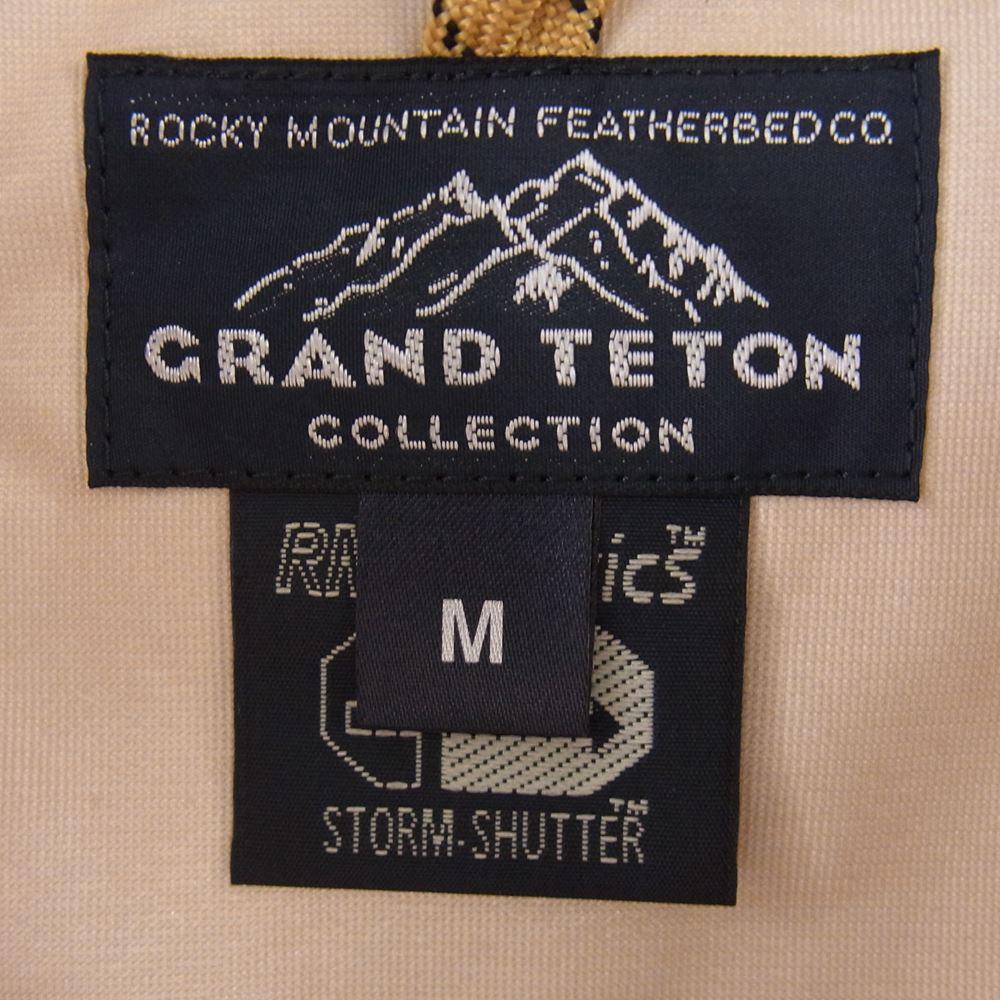 ROCKY MOUNTAIN FEATHERBED CO.
GRAND TETON
COLLECTION
M
STORM-SHUTTER™